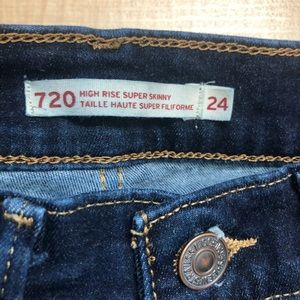 720 HIGH RISE SUPER SKINNY
TAILLE HAUTE SUPER FILIFORME 24